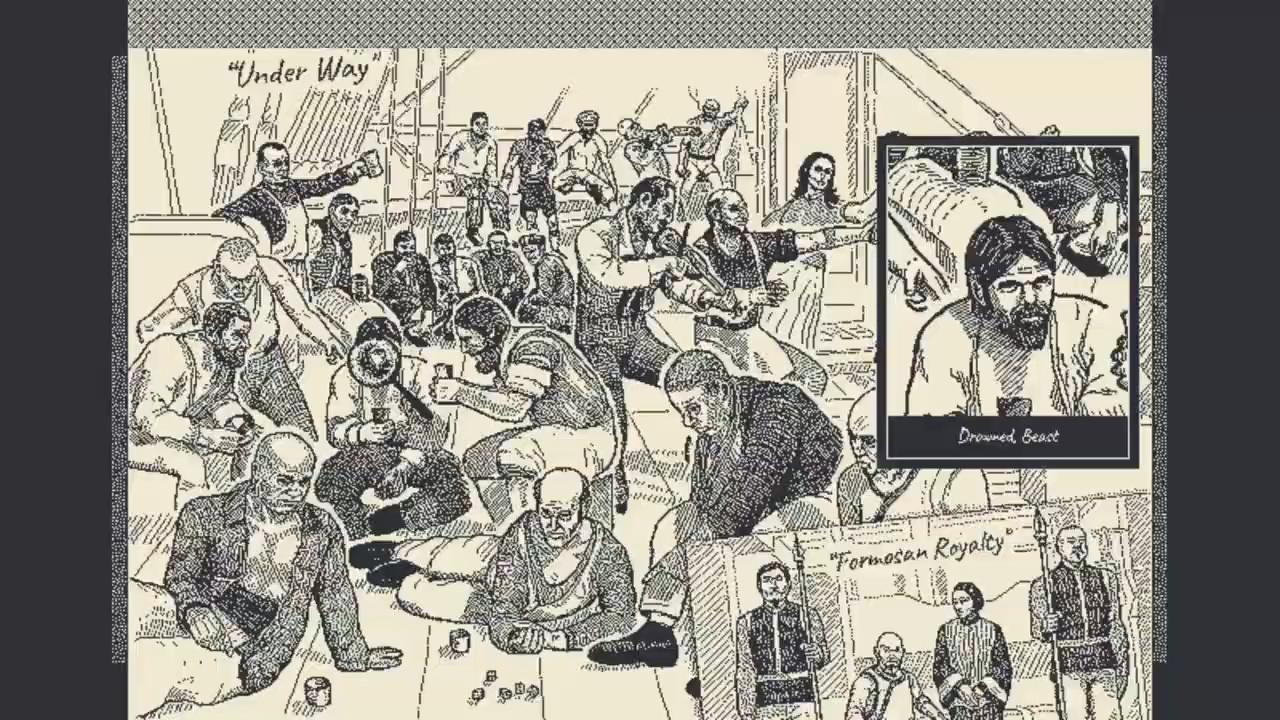 “Under Way”
Drowned, Beast
“Formosan Royalty”